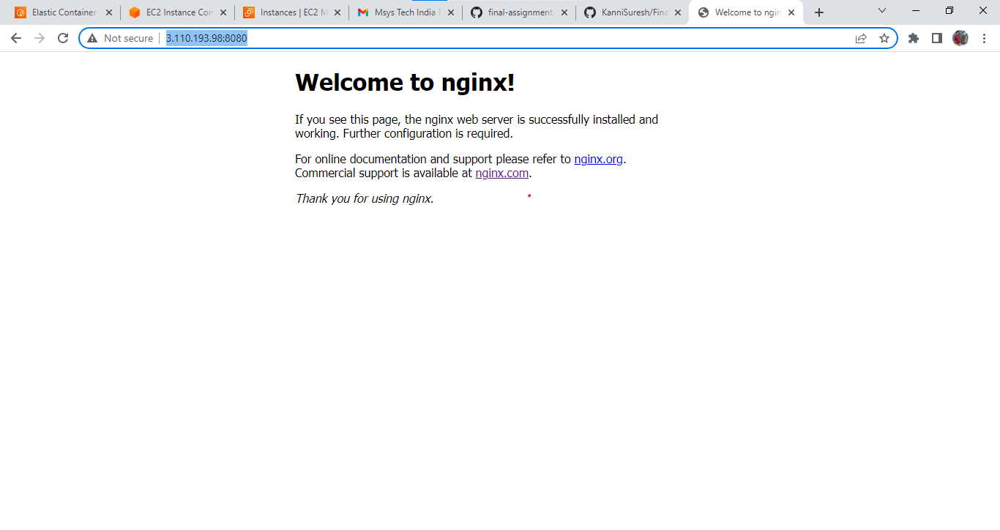 Elastic Container
EC2 Instance Con
Instances | EC2 M
Msys Tech India
final-assignment/
KanniSuresh/Fina
Welcome to ngin
Not secure
3.110.193.98:8080
Welcome to nginx!
If you see this page, the nginx web server is successfully installed and
working. Further configuration is required.
For online documentation and support please refer to nginx.org.
Commercial support is available at nginx.com.
Thank you for using nginx.